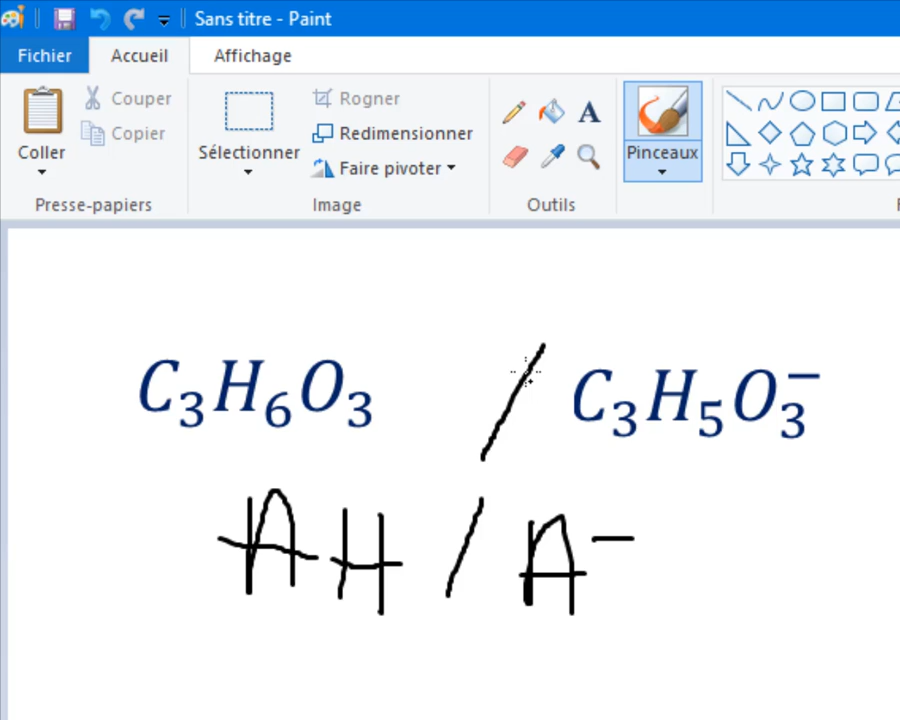 Sans titre - Paint
Fichier Accueil Affichage
Coller
Couper
Copier
Presse-papiers
Sélectionner
Rogner
Redimensionner
Faire pivoter
Image
A
Outils
Pinceaux
C₃H₆O₃ / C₃H₅O₃⁻
AH / A⁻